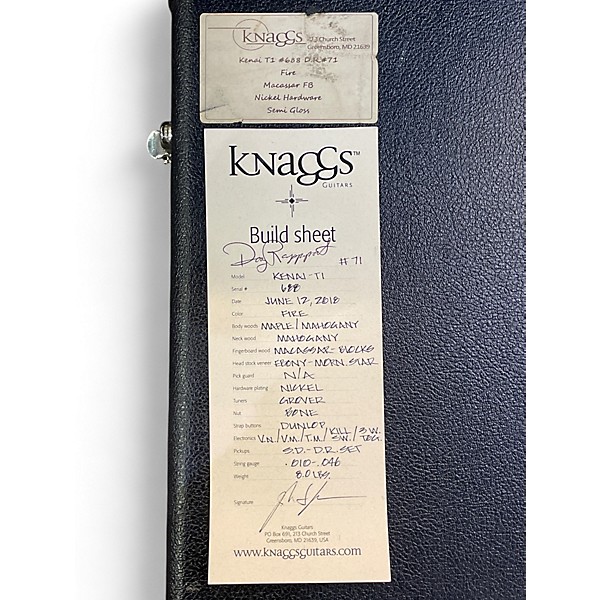 Knaggs 213 Church Street
Greensboro, MD 21639
Kenai T1 #688 D.R.#71
Fire
Macassar FB
Nickel Hardware
Semi Gloss
KNAGGS™
GUITARS
Build sheet
Doug Rappoport #71
Model KENAI-T1
Serial # 688
Date JUNE 12, 2018
Color FIRE
Body woods MAPLE/MAHOGANY
Neck wood MAHOGANY
Fingerboard wood MACASSAR-BLOCKS
Head stock veneer EBONY-MORN. STAR
Pick guard N/A
Hardware plating NICKEL
Tuners GROVER
Nut BONE
Strap buttons DUNLOP
Electronics V.N./V.M./T.M./KILL SW./3 W. TOG.
Pickups S.D.-D.R. SET
String gauge .010-.046
Weight 8.0 LBS.
Signature
Knaggs Guitars
PO Box 691, 213 Church Street
Greensboro, MD 21639, USA
www.knaggsguitars.com